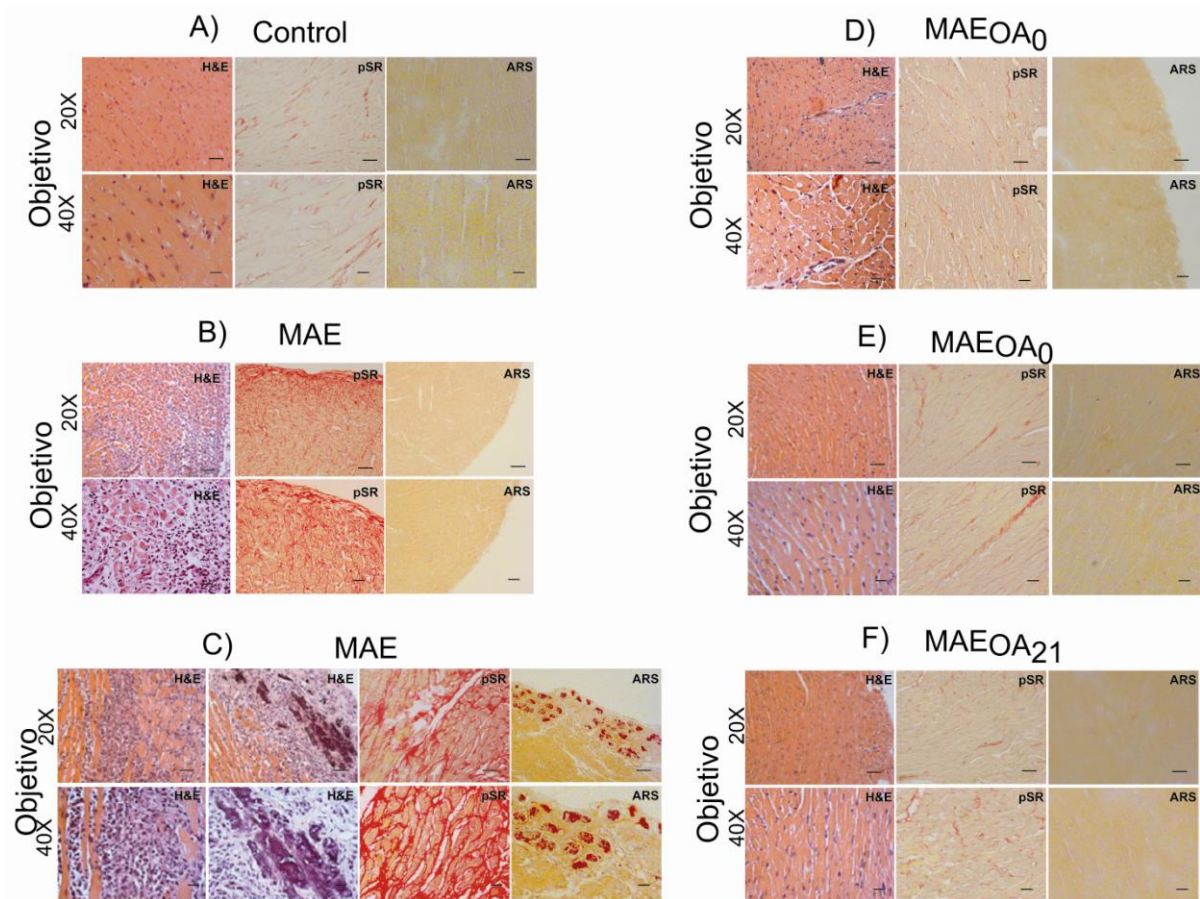 A) Control
H&E pSR ARS
Objetivo
20X
H&E pSR ARS
40X
B) MAE
H&E pSR ARS
Objetivo
20X
H&E pSR ARS
40X
C) MAE
H&E H&E pSR ARS
Objetivo
20X
H&E H&E pSR ARS
40X
D) MAEOA0
H&E pSR ARS
Objetivo
20X
H&E pSR ARS
40X
E) MAEOA0
H&E pSR ARS
Objetivo
20X
H&E pSR ARS
40X
F) MAEOA21
H&E pSR ARS
Objetivo
20X
H&E pSR ARS
40X